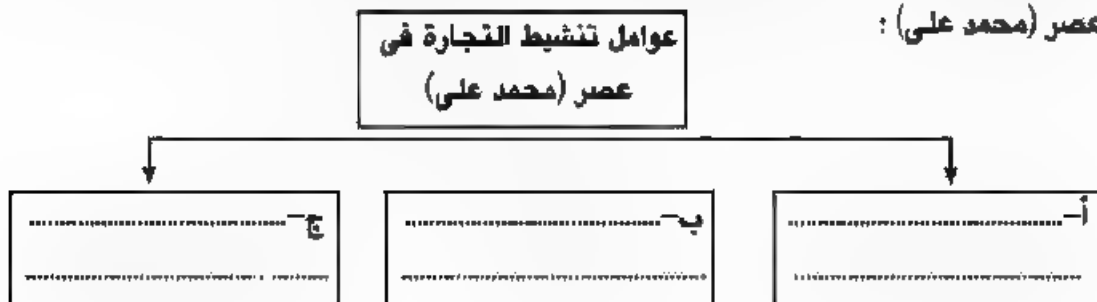 عصر (محمد على) :
عوامل تنشيط التجارة فى
عصر (محمد على)
أ-..............................
..............................
ب-..............................
..............................
ج-..............................
..............................